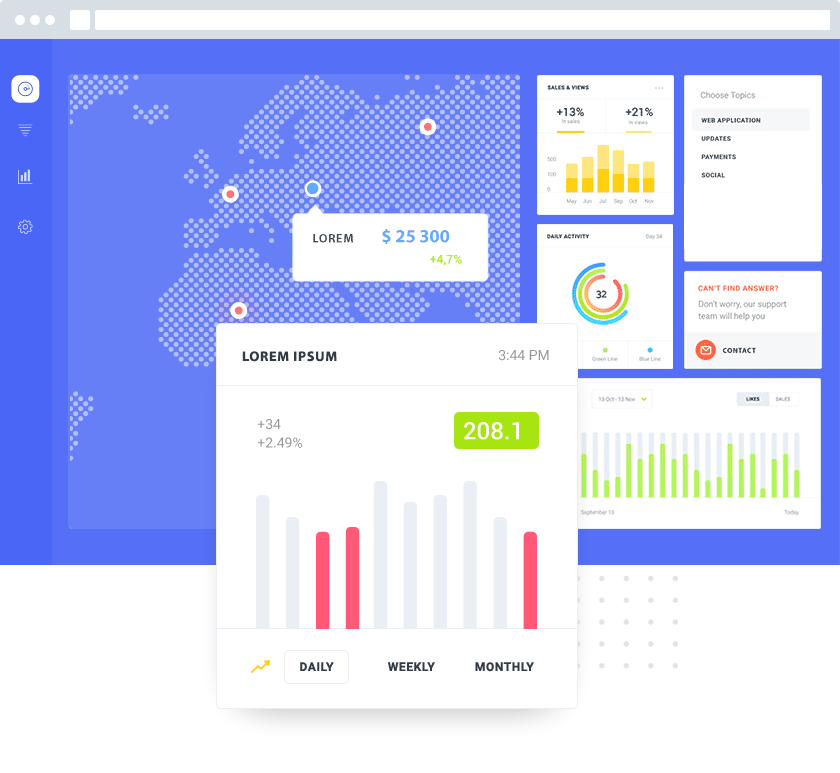 SALES & VIEWS
+13%
In sales
+21%
In views
500
100
0
May Jun Jul Sep Oct Nov
Choose Topics
WEB APPLICATION
UPDATES
PAYMENTS
SOCIAL
LOREM $ 25 300
+4,7%
DAILY ACTIVITY Day 34
32
Green Line Blue Line
CAN'T FIND ANSWER?
Don't worry, our support
team will help you
CONTACT
LOREM IPSUM 3:44 PM
+34
+2.49%
208.1
DAILY WEEKLY MONTHLY
13 Oct - 13 Nov LIKES SALES
September 13 Today